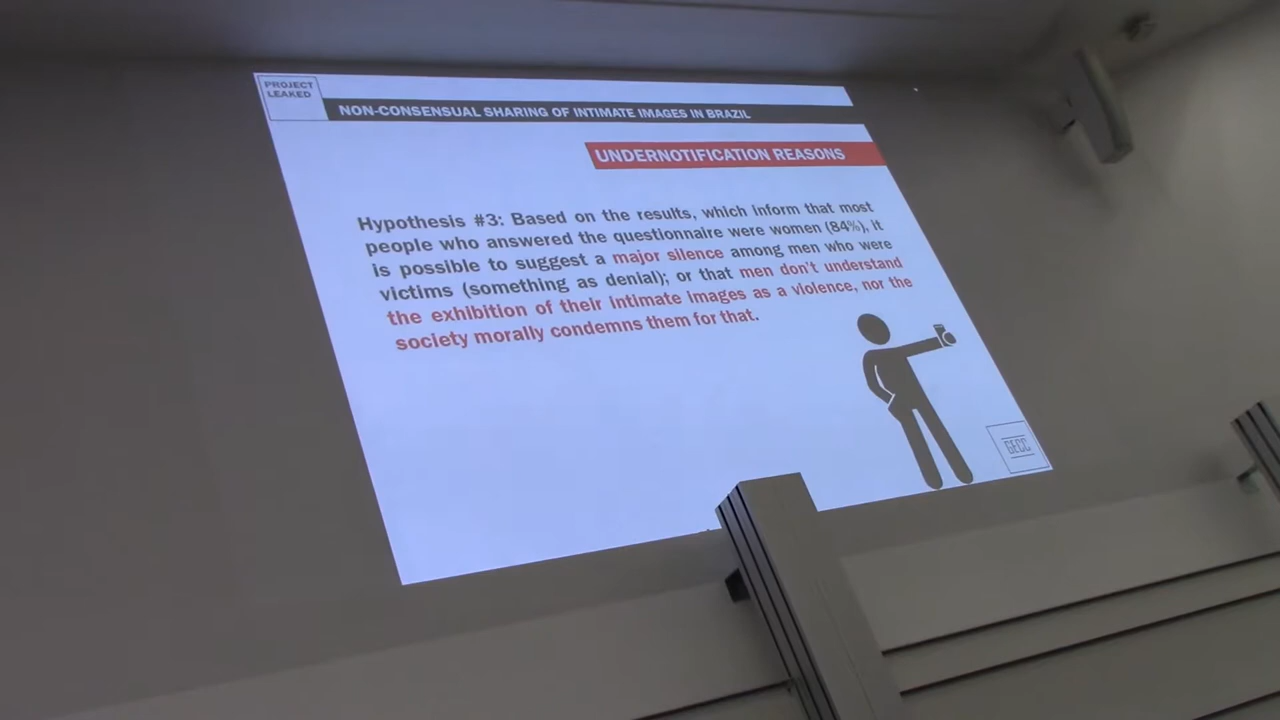 PROJECT
LEAKED
NON-CONSENSUAL SHARING OF INTIMATE IMAGES IN BRAZIL
UNDERNOTIFICATION REASONS
Hypothesis #3: Based on the results, which inform that most
people who answered the questionnaire were women (84%), it
is possible to suggest a major silence among men who were
victims (something as denial); or that men don't understand
the exhibition of their intimate images as a violence, nor the
society morally condemns them for that.
GECC